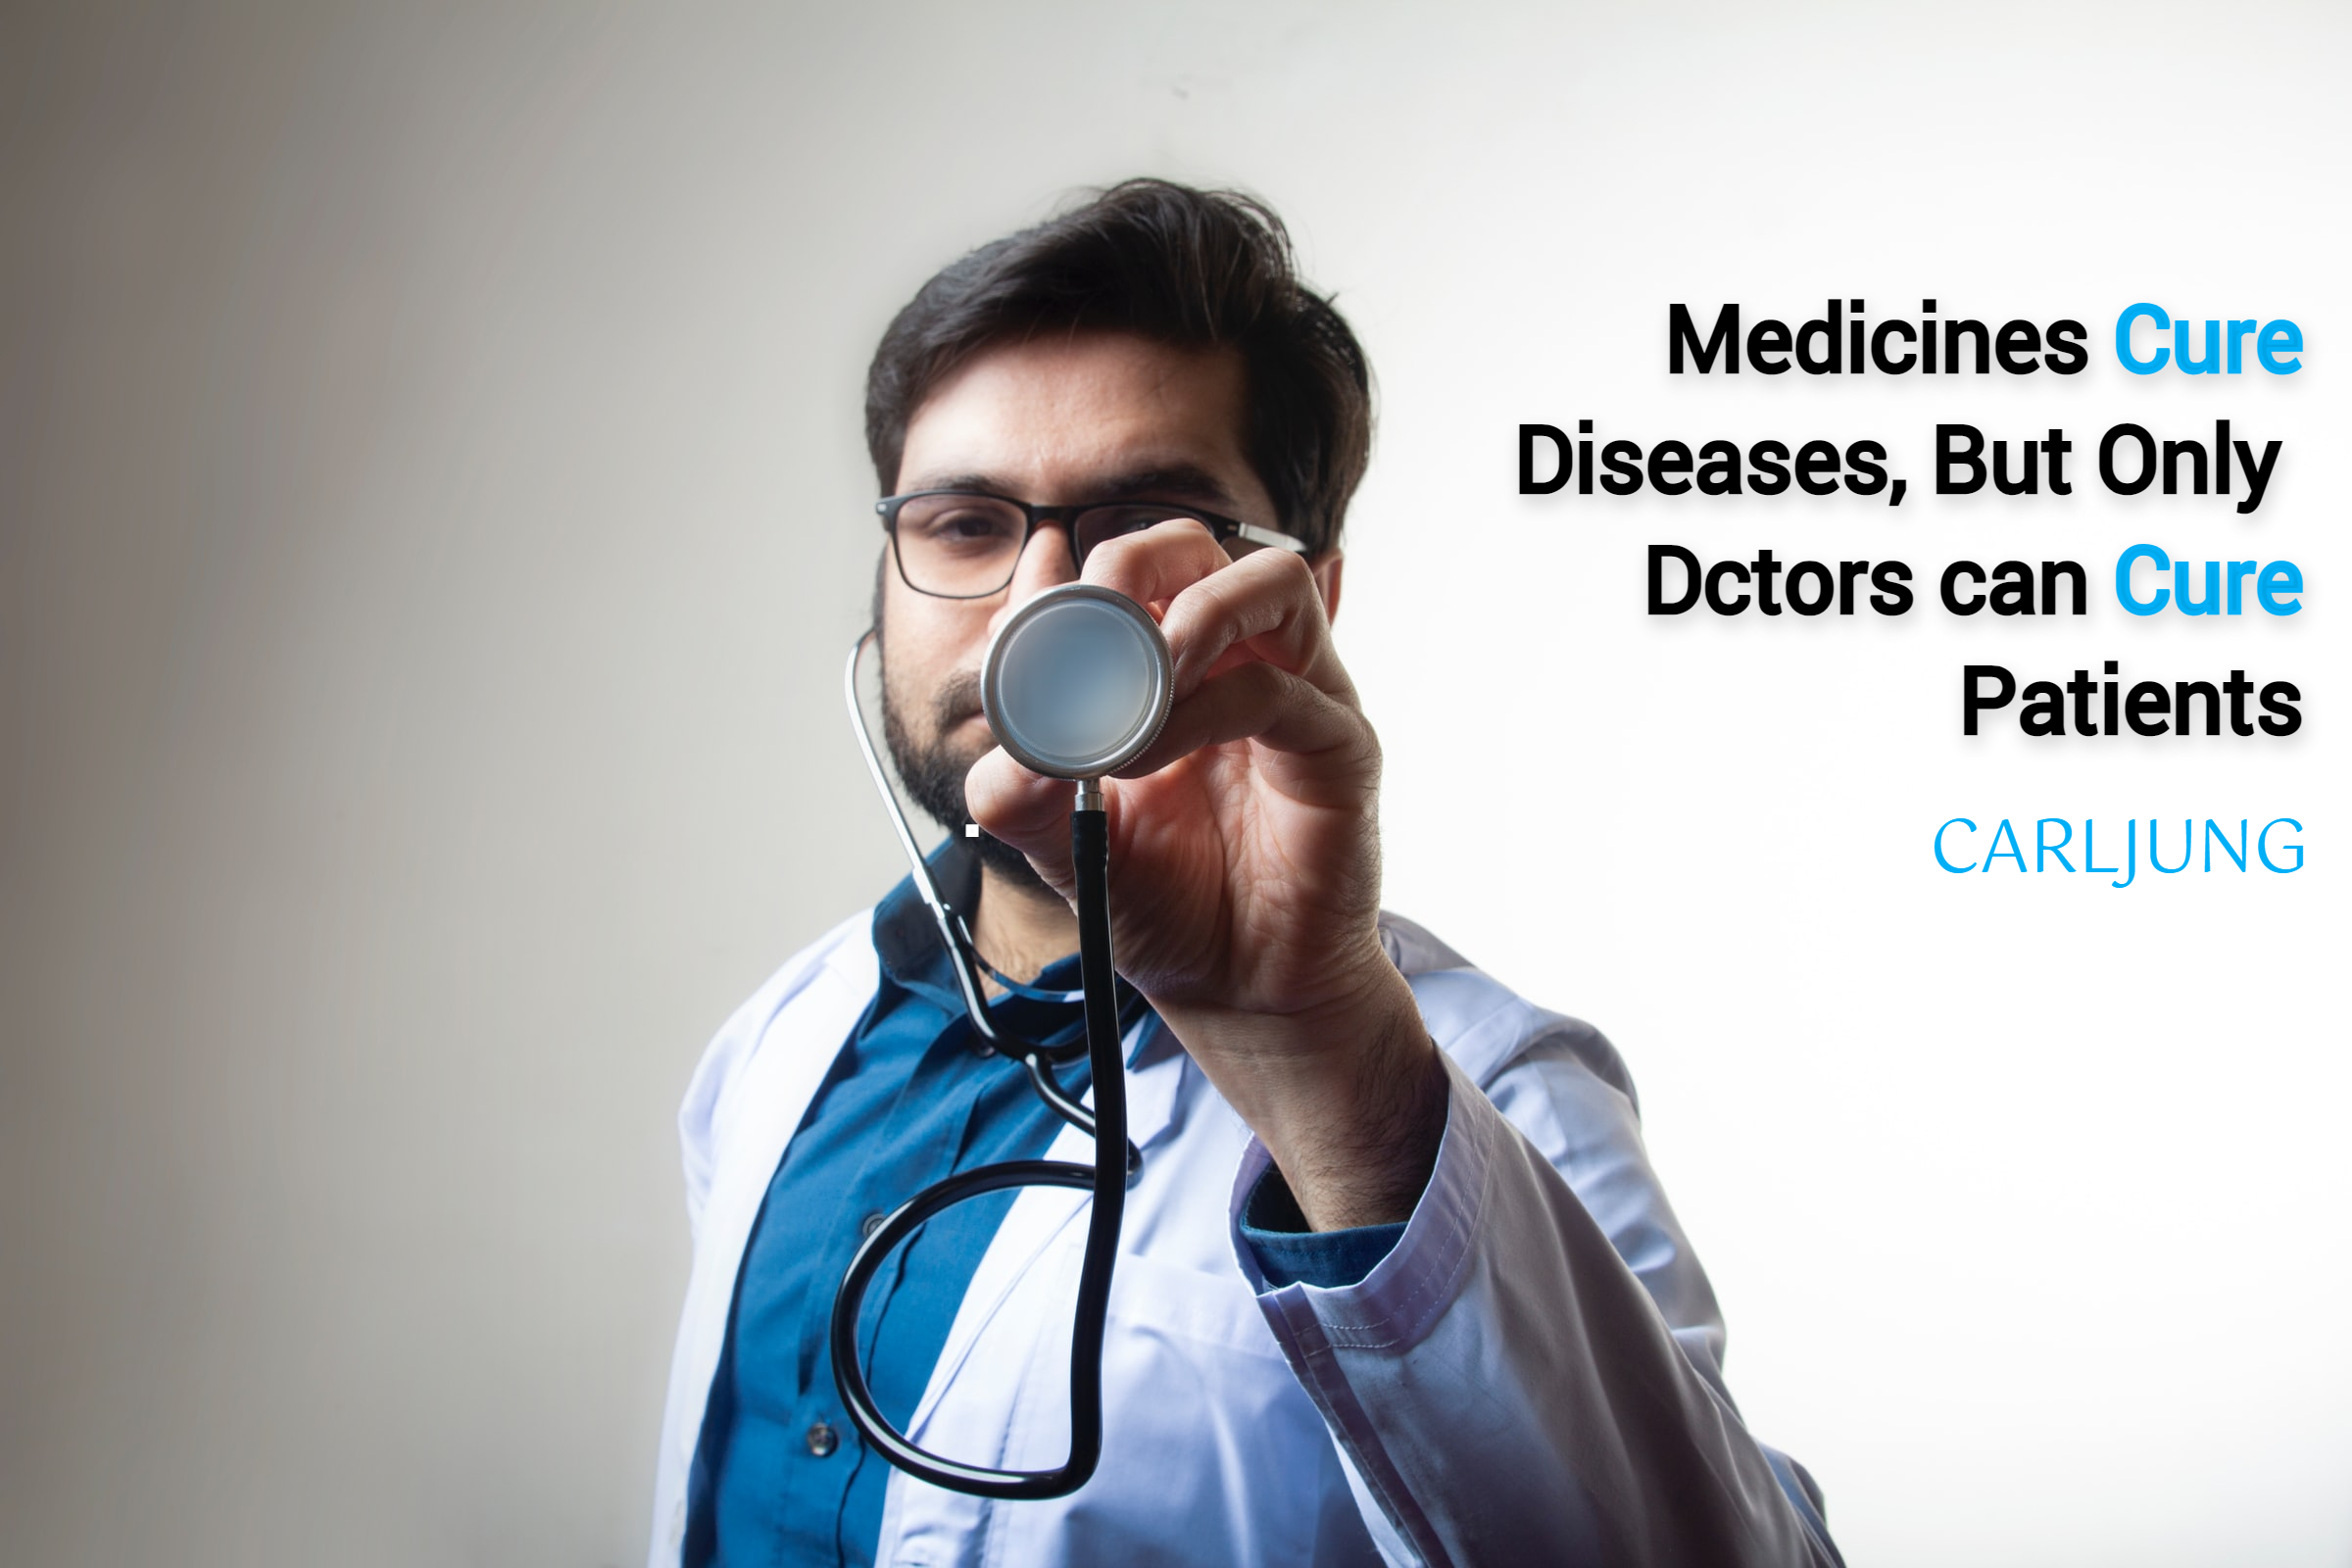 Medicines Cure
Diseases, But Only
Dctors can Cure
Patients
CARLJUNG